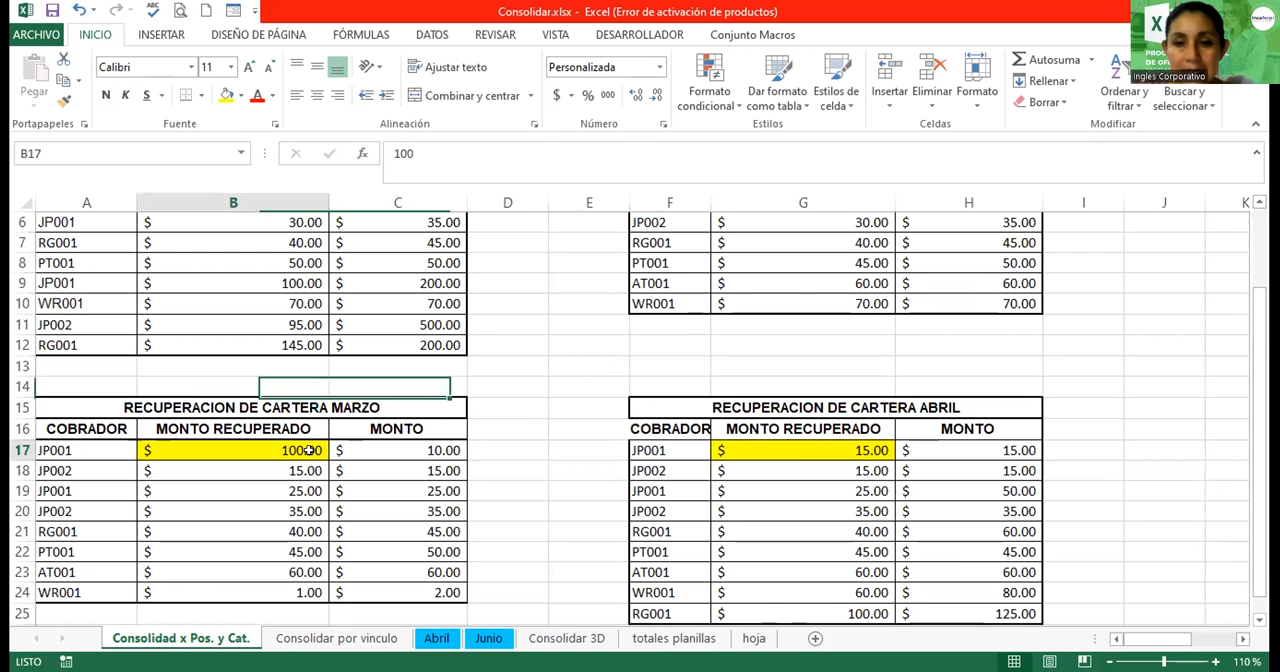 Consolidar.xlsx - Excel (Error de activación de productos)
ARCHIVO INICIO INSERTAR DISEÑO DE PÁGINA FÓRMULAS DATOS REVISAR VISTA DESARROLLADOR Conjunto Macros
Pegar
Calibri 11
N K S
Ajustar texto
Combinar y centrar
Personalizada
$ % 000
Formato condicional
Dar formato como tabla
Estilos de celda
Insertar Eliminar Formato
Autosuma
Rellenar
Borrar
Ordenar y filtrar
Buscar y seleccionar
Ingles Corporativo
Portapapeles Fuente Alineación Número Estilos Celdas Modificar
B17 fx 100
A B C D E F G H I J K
6 JP001 $ 30.00 $ 35.00 JP002 $ 30.00 $ 35.00
7 RG001 $ 40.00 $ 45.00 RG001 $ 40.00 $ 45.00
8 PT001 $ 50.00 $ 50.00 PT001 $ 45.00 $ 50.00
9 JP001 $ 100.00 $ 200.00 AT001 $ 60.00 $ 60.00
10 WR001 $ 70.00 $ 70.00 WR001 $ 70.00 $ 70.00
11 JP002 $ 95.00 $ 500.00
12 RG001 $ 145.00 $ 200.00
13
14
15 RECUPERACION DE CARTERA MARZO RECUPERACION DE CARTERA ABRIL
16 COBRADOR MONTO RECUPERADO MONTO COBRADOR MONTO RECUPERADO MONTO
17 JP001 $ 100.00 $ 10.00 JP001 $ 15.00 $ 15.00
18 JP002 $ 15.00 $ 15.00 JP002 $ 15.00 $ 15.00
19 JP001 $ 25.00 $ 25.00 JP001 $ 25.00 $ 50.00
20 JP002 $ 35.00 $ 35.00 JP002 $ 35.00 $ 35.00
21 RG001 $ 40.00 $ 45.00 RG001 $ 40.00 $ 60.00
22 PT001 $ 45.00 $ 50.00 PT001 $ 45.00 $ 45.00
23 AT001 $ 60.00 $ 60.00 AT001 $ 60.00 $ 60.00
24 WR001 $ 1.00 $ 2.00 WR001 $ 60.00 $ 80.00
25 RG001 $ 100.00 $ 125.00
Consolidad x Pos. y Cat. Consolidar por vinculo Abril Junio Consolidar 3D totales planillas hoja
LISTO 110 %